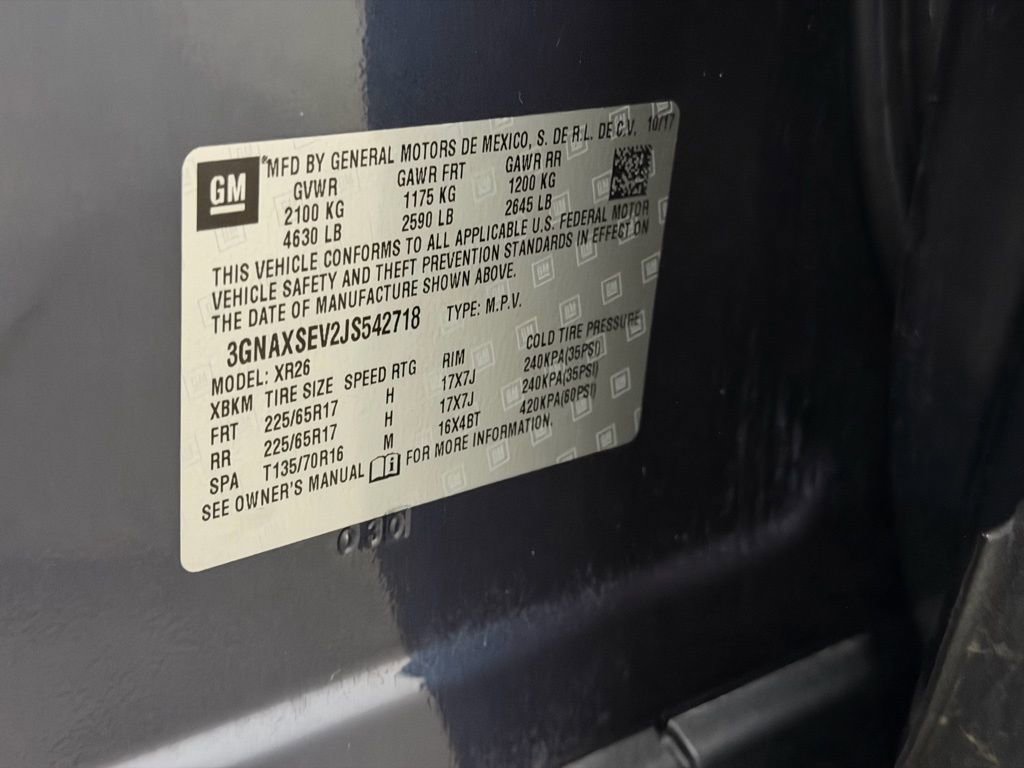 GM
"MFD BY GENERAL MOTORS DE MEXICO, S. DE R.L. DE C.V. 10/17
GVWR GAWR FRT GAWR RR
2100 KG 1175 KG 1200 KG
4630 LB 2590 LB 2645 LB
THIS VEHICLE CONFORMS TO ALL APPLICABLE U.S. FEDERAL MOTOR
VEHICLE SAFETY AND THEFT PREVENTION STANDARDS IN EFFECT ON
THE DATE OF MANUFACTURE SHOWN ABOVE.
3GNAXSEV2JS542718 TYPE: M.P.V.
MODEL: XR26
XBKM TIRE SIZE SPEED RTG RIM COLD TIRE PRESSURE
FRT 225/65R17 H 17X7J 240KPA(35PSI)
RR 225/65R17 H 17X7J 240KPA(35PSI)
SPA T135/70R16 M 16X4BT 420KPA(60PSI)
SEE OWNER'S MANUAL FOR MORE INFORMATION.